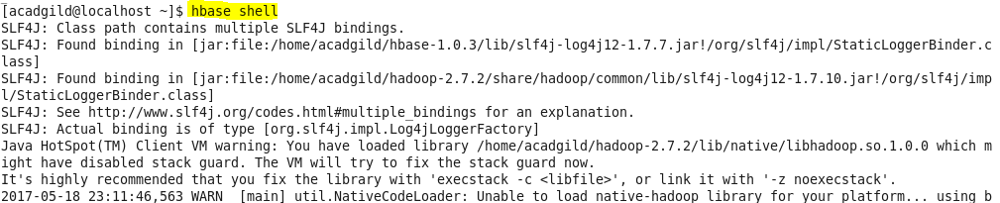 [acadgild@localhost ~]$ hbase shell
SLF4J: Class path contains multiple SLF4J bindings.
SLF4J: Found binding in [jar:file:/home/acadgild/hbase-1.0.3/lib/slf4j-log4j12-1.7.7.jar!/org/slf4j/impl/StaticLoggerBinder.c
lass]
SLF4J: Found binding in [jar:file:/home/acadgild/hadoop-2.7.2/share/hadoop/common/lib/slf4j-log4j12-1.7.10.jar!/org/slf4j/imp
l/StaticLoggerBinder.class]
SLF4J: See http://www.slf4j.org/codes.html#multiple_bindings for an explanation.
SLF4J: Actual binding is of type [org.slf4j.impl.Log4jLoggerFactory]
Java HotSpot(TM) Client VM warning: You have loaded library /home/acadgild/hadoop-2.7.2/lib/native/libhadoop.so.1.0.0 which m
ight have disabled stack guard. The VM will try to fix the stack guard now.
It's highly recommended that you fix the library with 'execstack -c <libfile>', or link it with '-z noexecstack'.
2017-05-18 23:11:46,563 WARN  [main] util.NativeCodeLoader: Unable to load native-hadoop library for your platform... using b